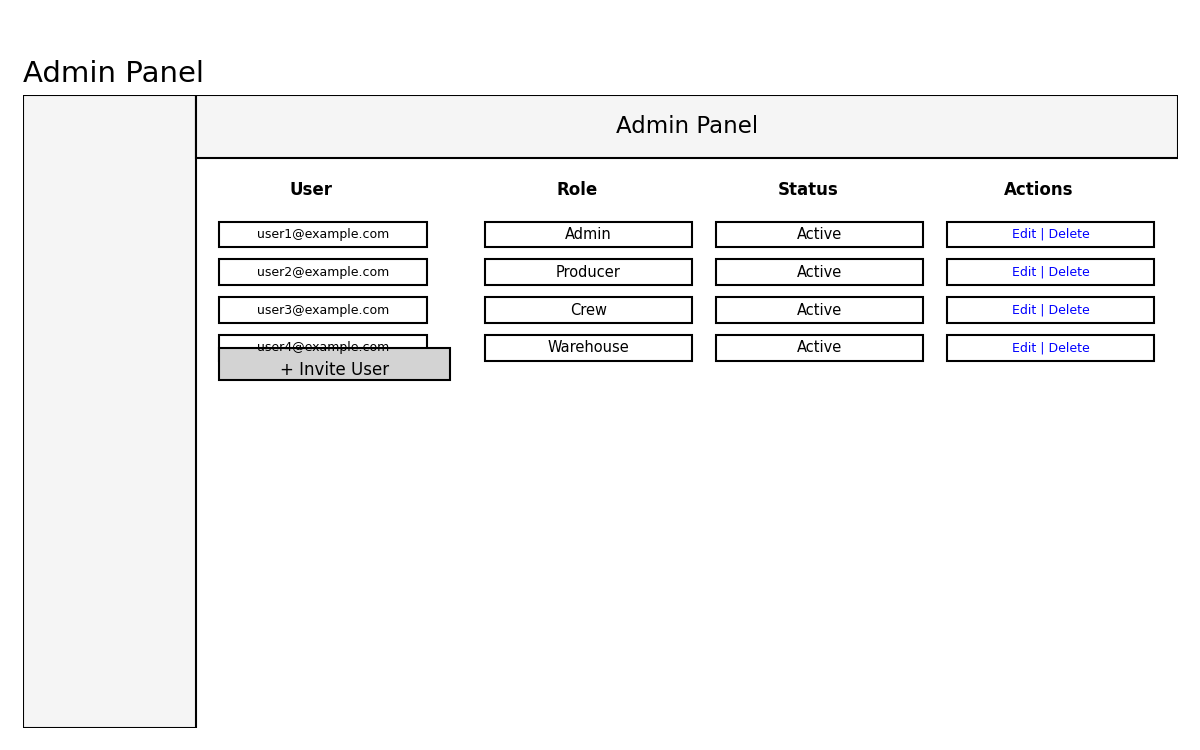 Admin Panel
Admin Panel
User Role Status Actions
user1@example.com Admin Active Edit | Delete
user2@example.com Producer Active Edit | Delete
user3@example.com Crew Active Edit | Delete
user4@example.com Warehouse Active Edit | Delete
+ Invite User